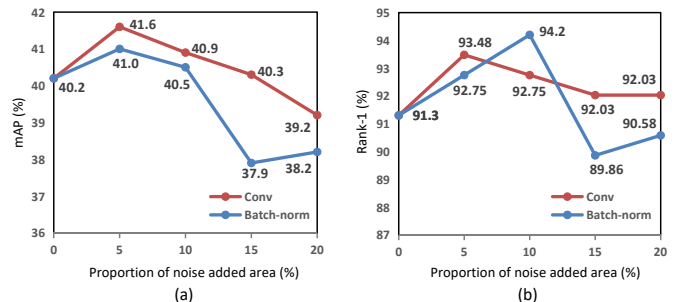 42
41
40
39
38
37
36
mAP (%)
41.6
40.9
40.3
39.2
40.2
41.0
40.5
37.9
38.2
Conv
Batch-norm
0 5 10 15 20
Proportion of noise added area (%)
(a)
95
94
93
92
91
90
89
88
87
Rank-1 (%)
93.48
94.2
92.03
91.3
92.75
92.75
92.03
90.58
89.86
Conv
Batch-norm
0 5 10 15 20
Proportion of noise added area (%)
(b)